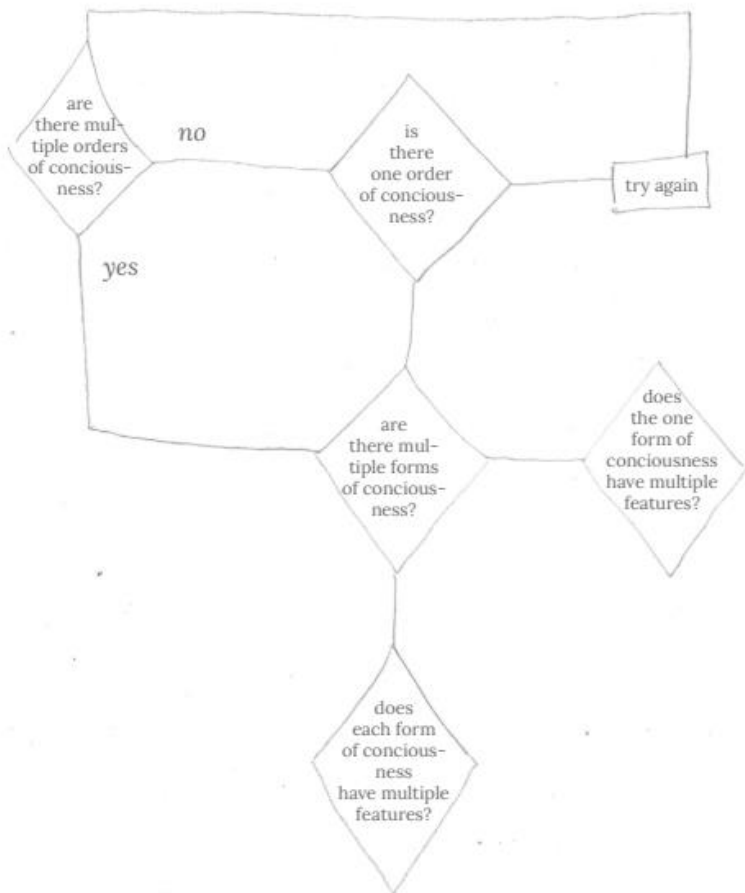 are
there mul-
tiple orders
of concious-
ness?
no
is
there
one order
of concious-
ness?
try again
yes
are
there mul-
tiple forms
of concious-
ness?
does
the one
form of
conciousness
have multiple
features?
does
each form
of concious-
ness
have multiple
features?